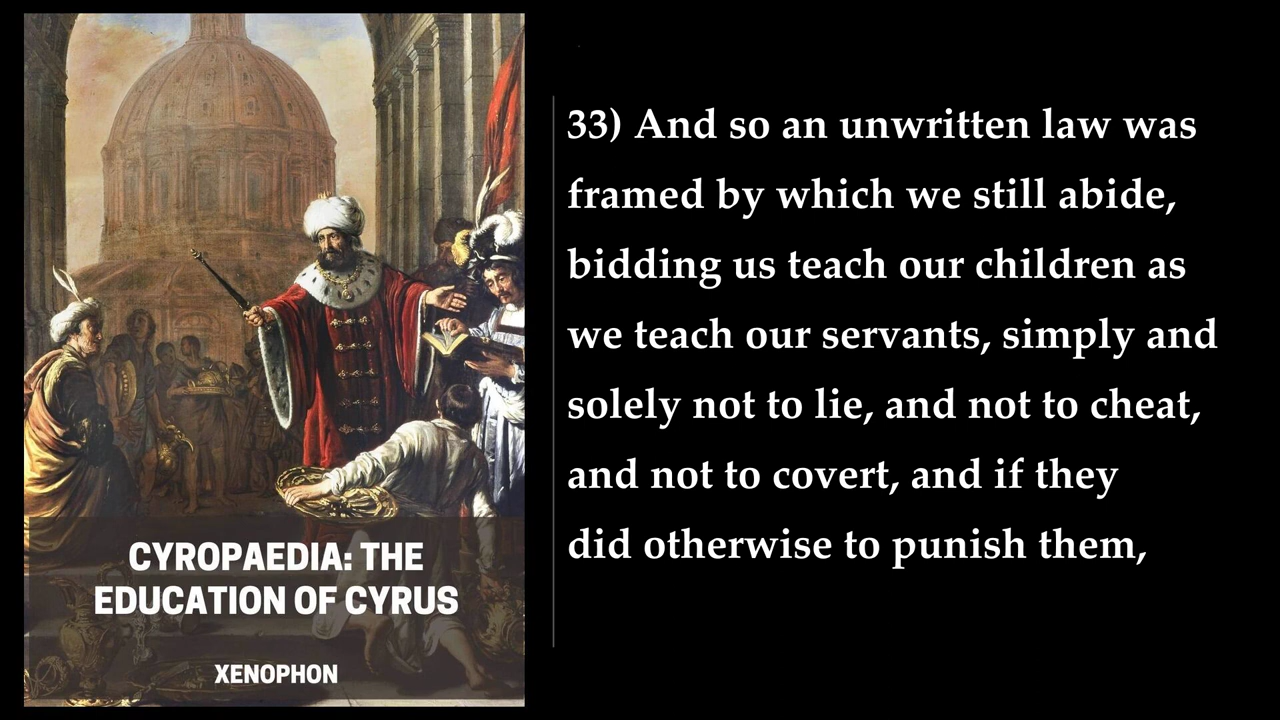 CYROPAEDIA: THE
EDUCATION OF CYRUS
XENOPHON
33) And so an unwritten law was
framed by which we still abide,
bidding us teach our children as
we teach our servants, simply and
solely not to lie, and not to cheat,
and not to covert, and if they
did otherwise to punish them,